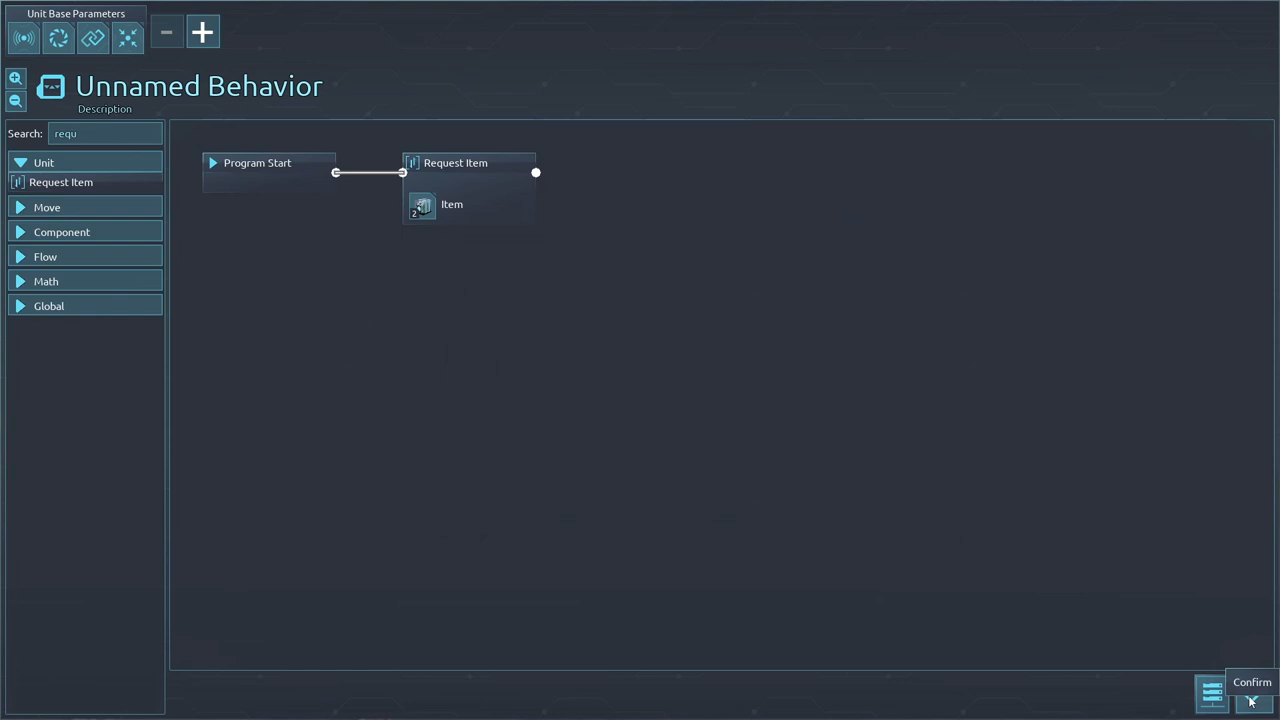 Unit Base Parameters
Unnamed Behavior
Description
Search: requ
Unit
Request Item
Move
Component
Flow
Math
Global
Program Start
Request Item
2
Item
Confirm